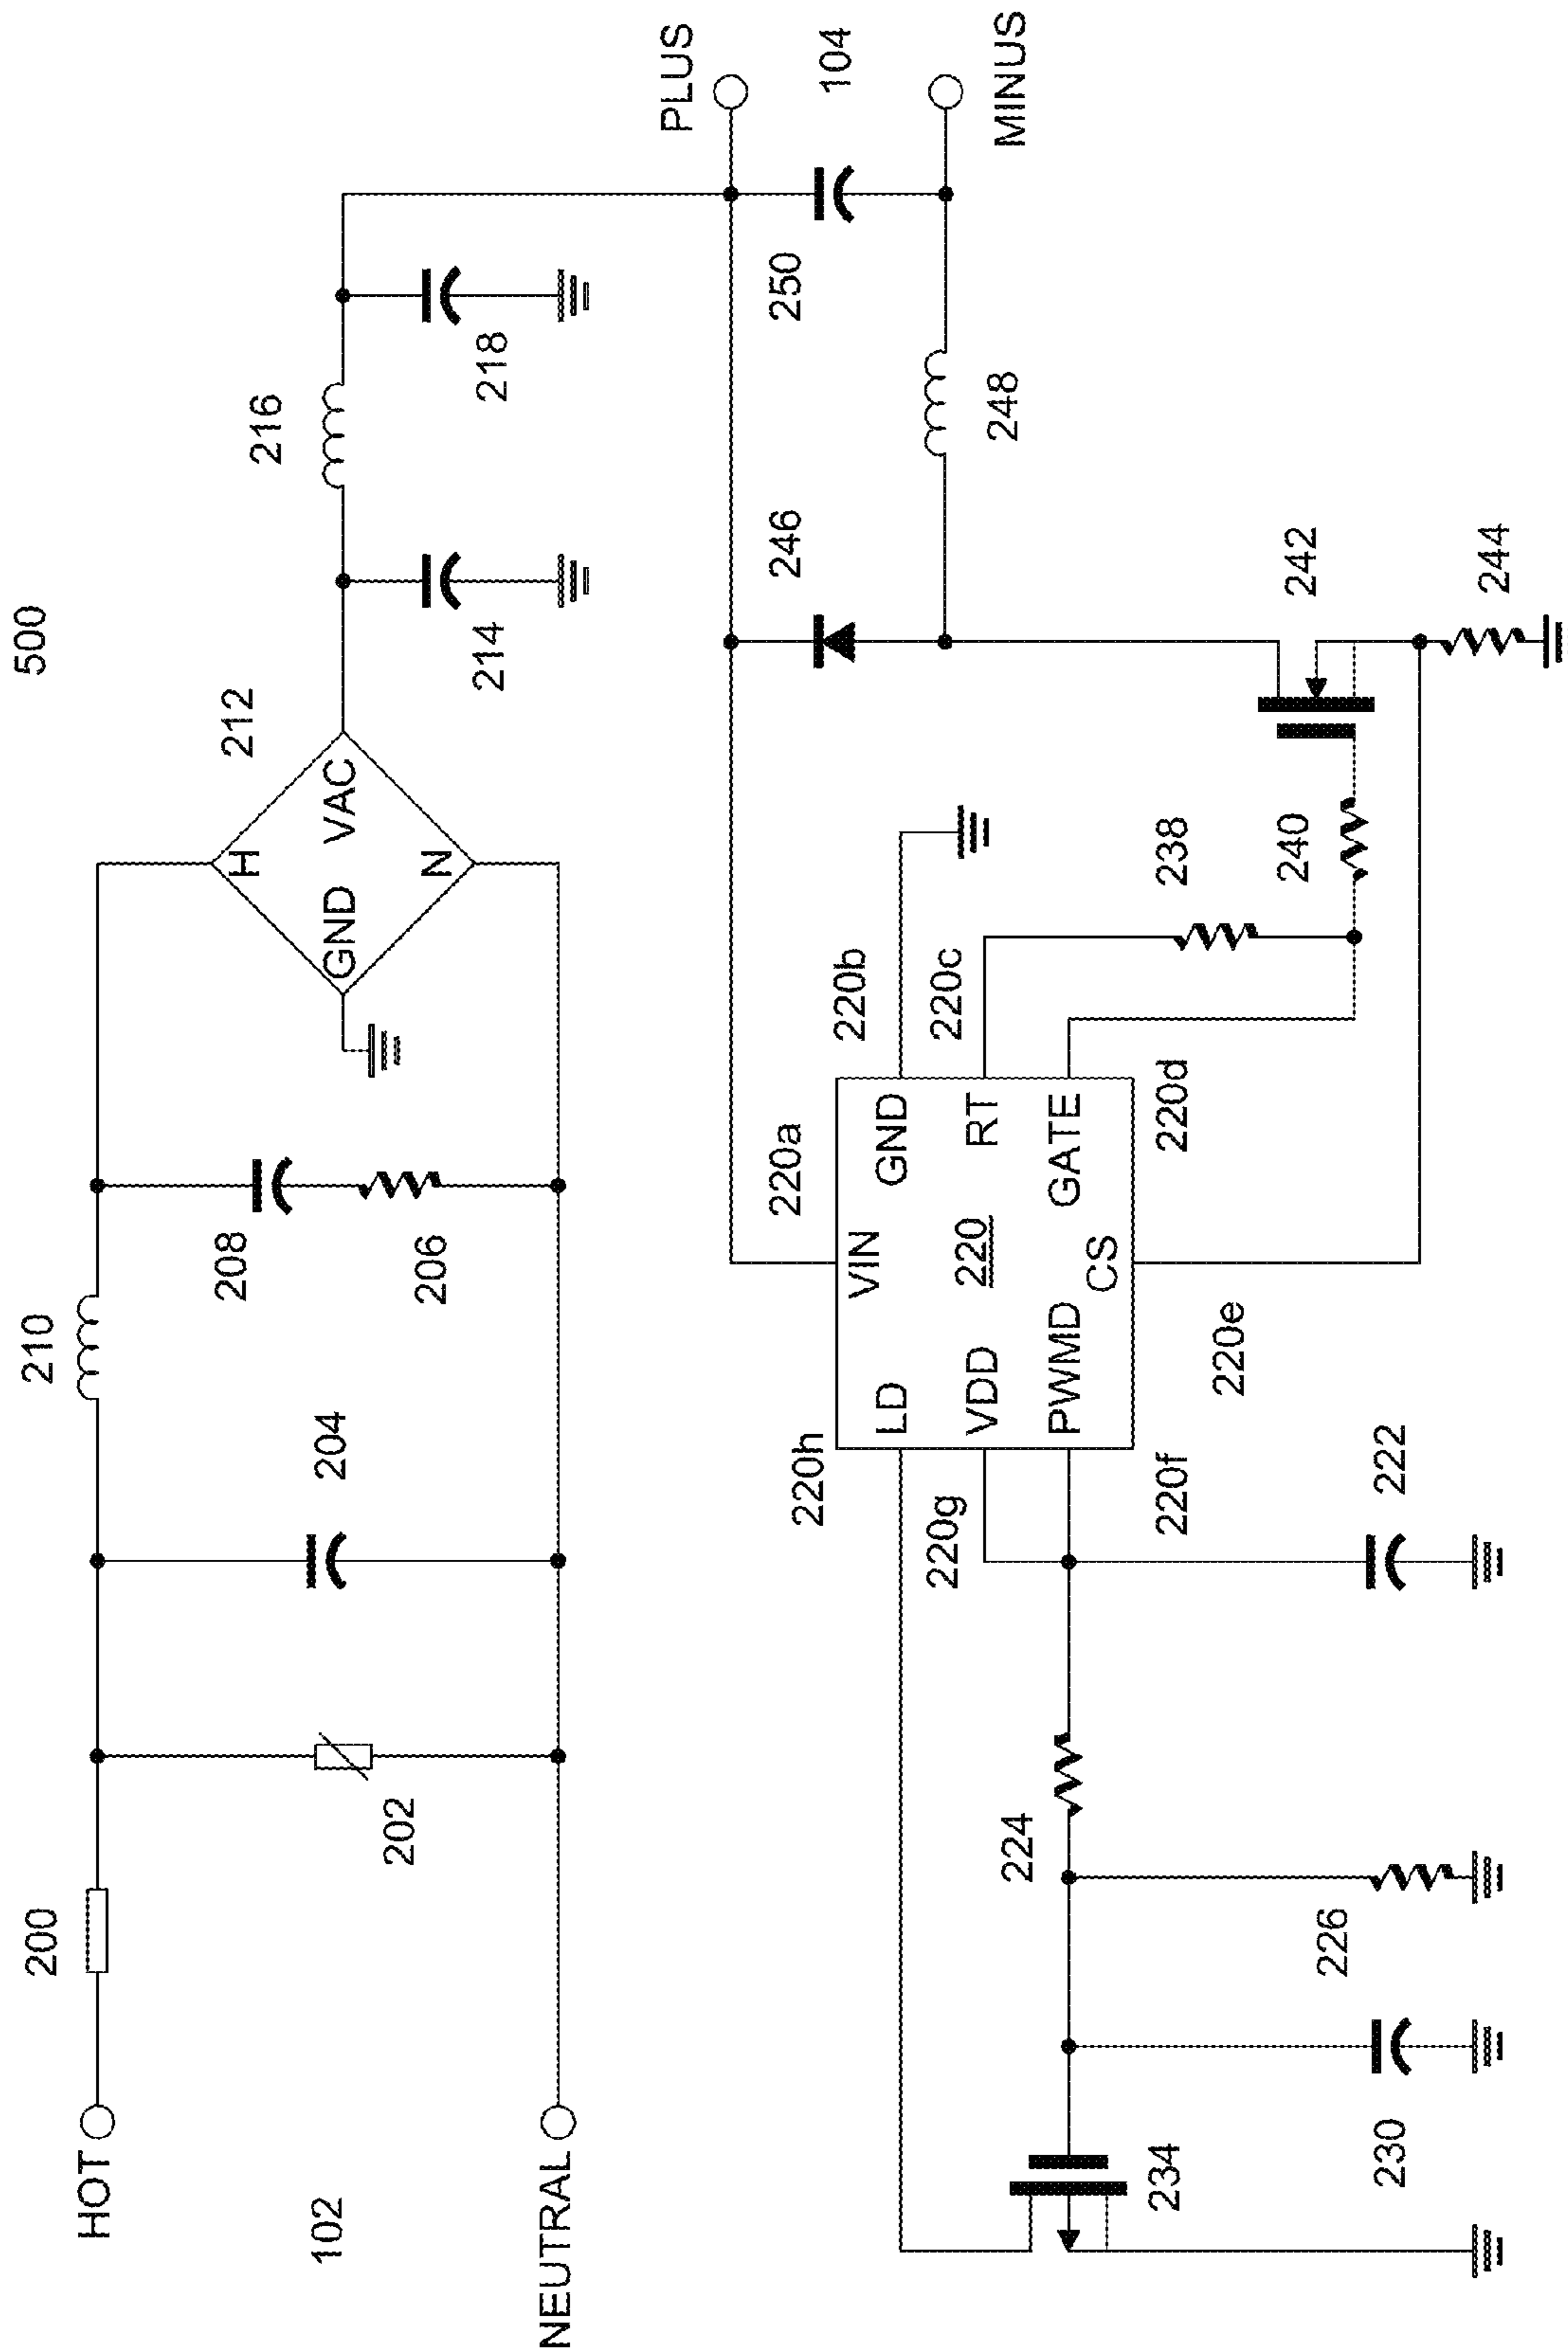 500
HOT
200
210
212
216
102
202
204
208
206
H
GND
VAC
N
214
218
NEUTRAL
PLUS
104
MINUS
220h
220a
220b
246
250
LD
VIN
GND
220g
VDD
220
RT
220c
248
PWMD
CS
GATE
220f
220e
220d
238
240
242
244
234
224
222
230
226